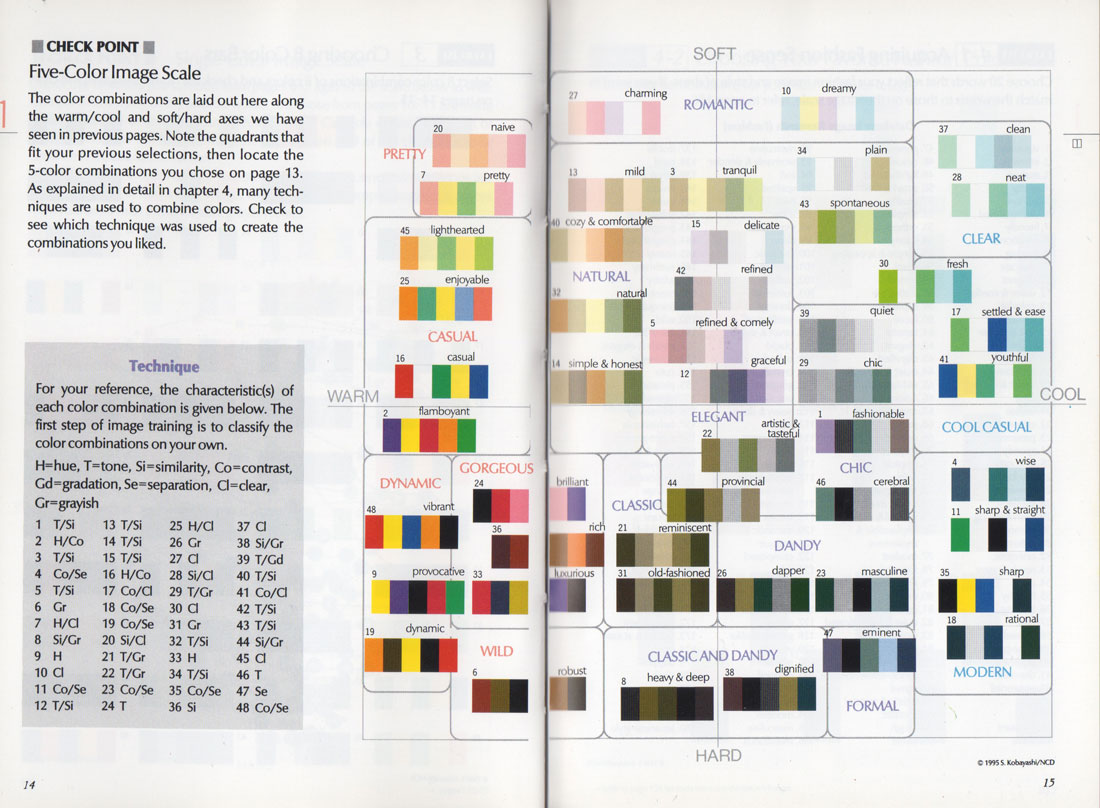 ■ CHECK POINT ■
Five-Color Image Scale
1
The color combinations are laid out here along
the warm/cool and soft/hard axes we have
seen in previous pages. Note the quadrants that
fit your previous selections, then locate the
5-color combinations you chose on page 13.
As explained in detail in chapter 4, many tech-
niques are used to combine colors. Check to
see which technique was used to create the
combinations you liked.
Technique
For your reference, the characteristic(s) of
each color combination is given below. The
first step of image training is to classify the
color combinations on your own.
H=hue, T=tone, Si=similarity, Co=contrast,
Gd=gradation, Se=separation, Cl=clear,
Gr=grayish
1 T/Si 13 T/Si 25 H/Cl 37 Cl
2 H/Co 14 T/Si 26 Gr 38 Si/Gr
3 T/Si 15 T/Si 27 Cl 39 T/Gd
4 Co/Se 16 H/Co 28 Si/Cl 40 T/Si
5 T/Si 17 Co/Cl 29 T/Gr 41 Co/Cl
6 Gr 18 Co/Se 30 Cl 42 T/Si
7 H/Cl 19 Co/Se 31 Gr 43 T/Si
8 Si/Gr 20 Si/Cl 32 T/Si 44 Si/Gr
9 H 21 T/Gr 33 H 45 Cl
10 Cl 22 T/Gr 34 T/Si 46 T
11 Co/Se 23 Co/Se 35 Co/Se 47 Se
12 T/Si 24 T 36 Si 48 Co/Se
14
WARM
20 naive
PRETTY
7 pretty
45 lighthearted
25 enjoyable
CASUAL
16 casual
2 flamboyant
DYNAMIC
GORGEOUS
24
48 vibrant
36
9 provocative
33
19 dynamic
WILD
6
SOFT
27 charming
ROMANTIC
10 dreamy
37 clean
34 plain
28 neat
13 mild
3 tranquil
43 spontaneous
CLEAR
40 cozy & comfortable
15 delicate
NATURAL
42 refined
30 fresh
32 natural
5 refined & comely
39 quiet
17 settled & ease
14 simple & honest
12 graceful
29 chic
41 youthful
COOL
ELEGANT
22 artistic &
tasteful
1 fashionable
COOL CASUAL
CHIC
brilliant
44 provincial
46 cerebral
4 wise
CLASSIC
rich
21 reminiscent
11 sharp & straight
DANDY
luxurious
31 old-fashioned
26 dapper
23 masculine
35 sharp
18 rational
47 eminent
CLASSIC AND DANDY
robust
8 heavy & deep
38 dignified
MODERN
FORMAL
HARD
© 1995 S. Kobayashi/NCD
15